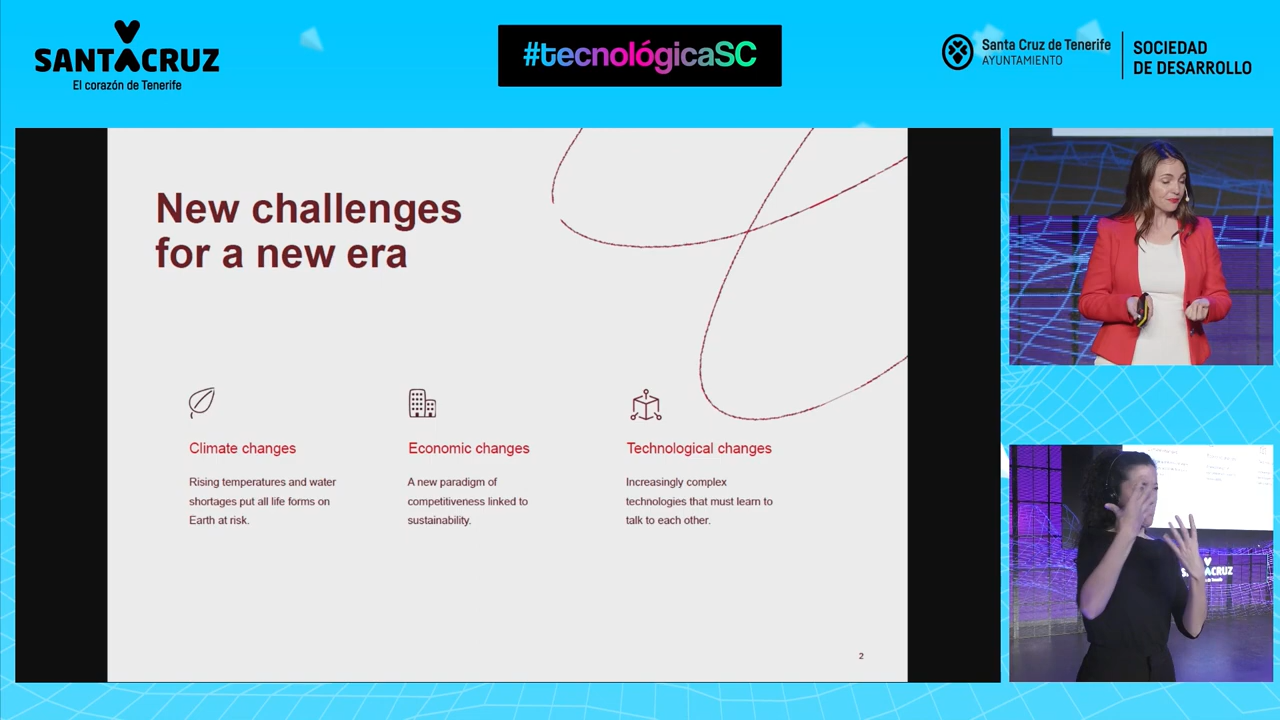 SANTACRUZ
El corazón de Tenerife
#tecnológicaSC
Santa Cruz de Tenerife
AYUNTAMIENTO
SOCIEDAD
DE DESARROLLO
New challenges
for a new era
Climate changes
Rising temperatures and water
shortages put all life forms on
Earth at risk.
Economic changes
A new paradigm of
competitiveness linked to
sustainability.
Technological changes
Increasingly complex
technologies that must learn to
talk to each other.
2
SANTACRUZ